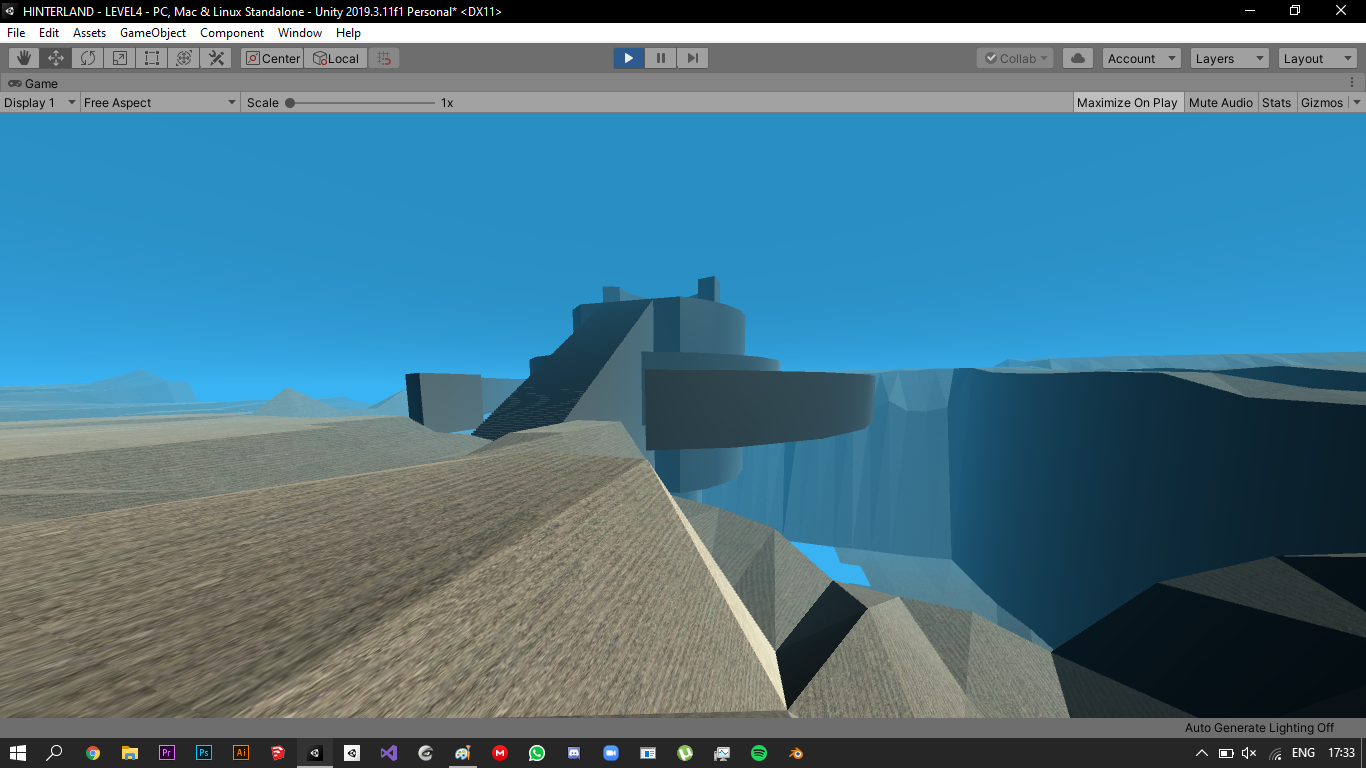 HINTERLAND - LEVEL4 - PC, Mac & Linux Standalone - Unity 2019.3.11f1 Personal* <DX11>
File Edit Assets GameObject Component Window Help
Center Local Collab Account Layers Layout
Game
Display 1 Free Aspect Scale 1x Maximize On Play Mute Audio Stats Gizmos
Auto Generate Lighting Off
Pr Ps Ai M ENG 17:33